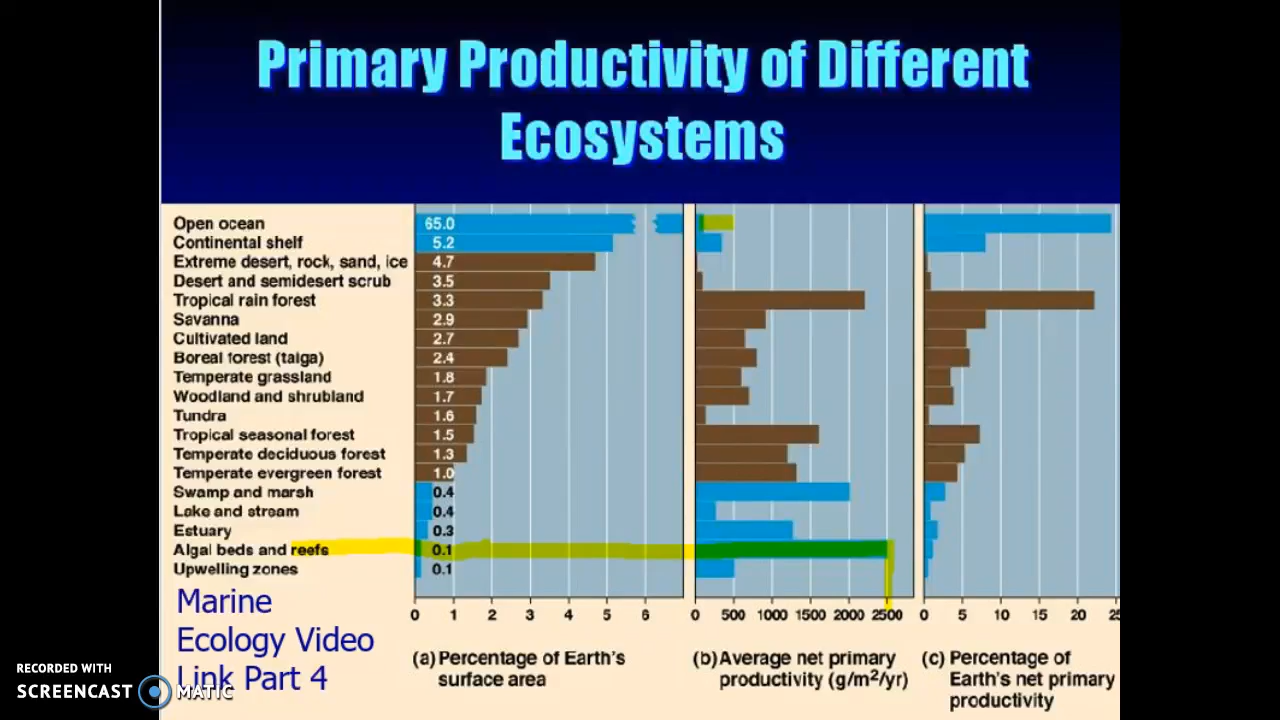 Primary Productivity of Different
Ecosystems
Open ocean 65.0
Continental shelf 5.2
Extreme desert, rock, sand, ice 4.7
Desert and semidesert scrub 3.5
Tropical rain forest 3.3
Savanna 2.9
Cultivated land 2.7
Boreal forest (taiga) 2.4
Temperate grassland 1.8
Woodland and shrubland 1.7
Tundra 1.6
Tropical seasonal forest 1.5
Temperate deciduous forest 1.3
Temperate evergreen forest 1.0
Swamp and marsh 0.4
Lake and stream 0.4
Estuary 0.3
Algal beds and reefs 0.1
Upwelling zones 0.1
0 1 2 3 4 5 6
0 500 1000 1500 2000 2500
0 5 10 15 20 25
(a) Percentage of Earth's
surface area
(b) Average net primary
productivity (g/m²/yr)
(c) Percentage of
Earth's net primary
productivity
Marine
Ecology Video
Link Part 4
RECORDED WITH
SCREENCAST MATIC